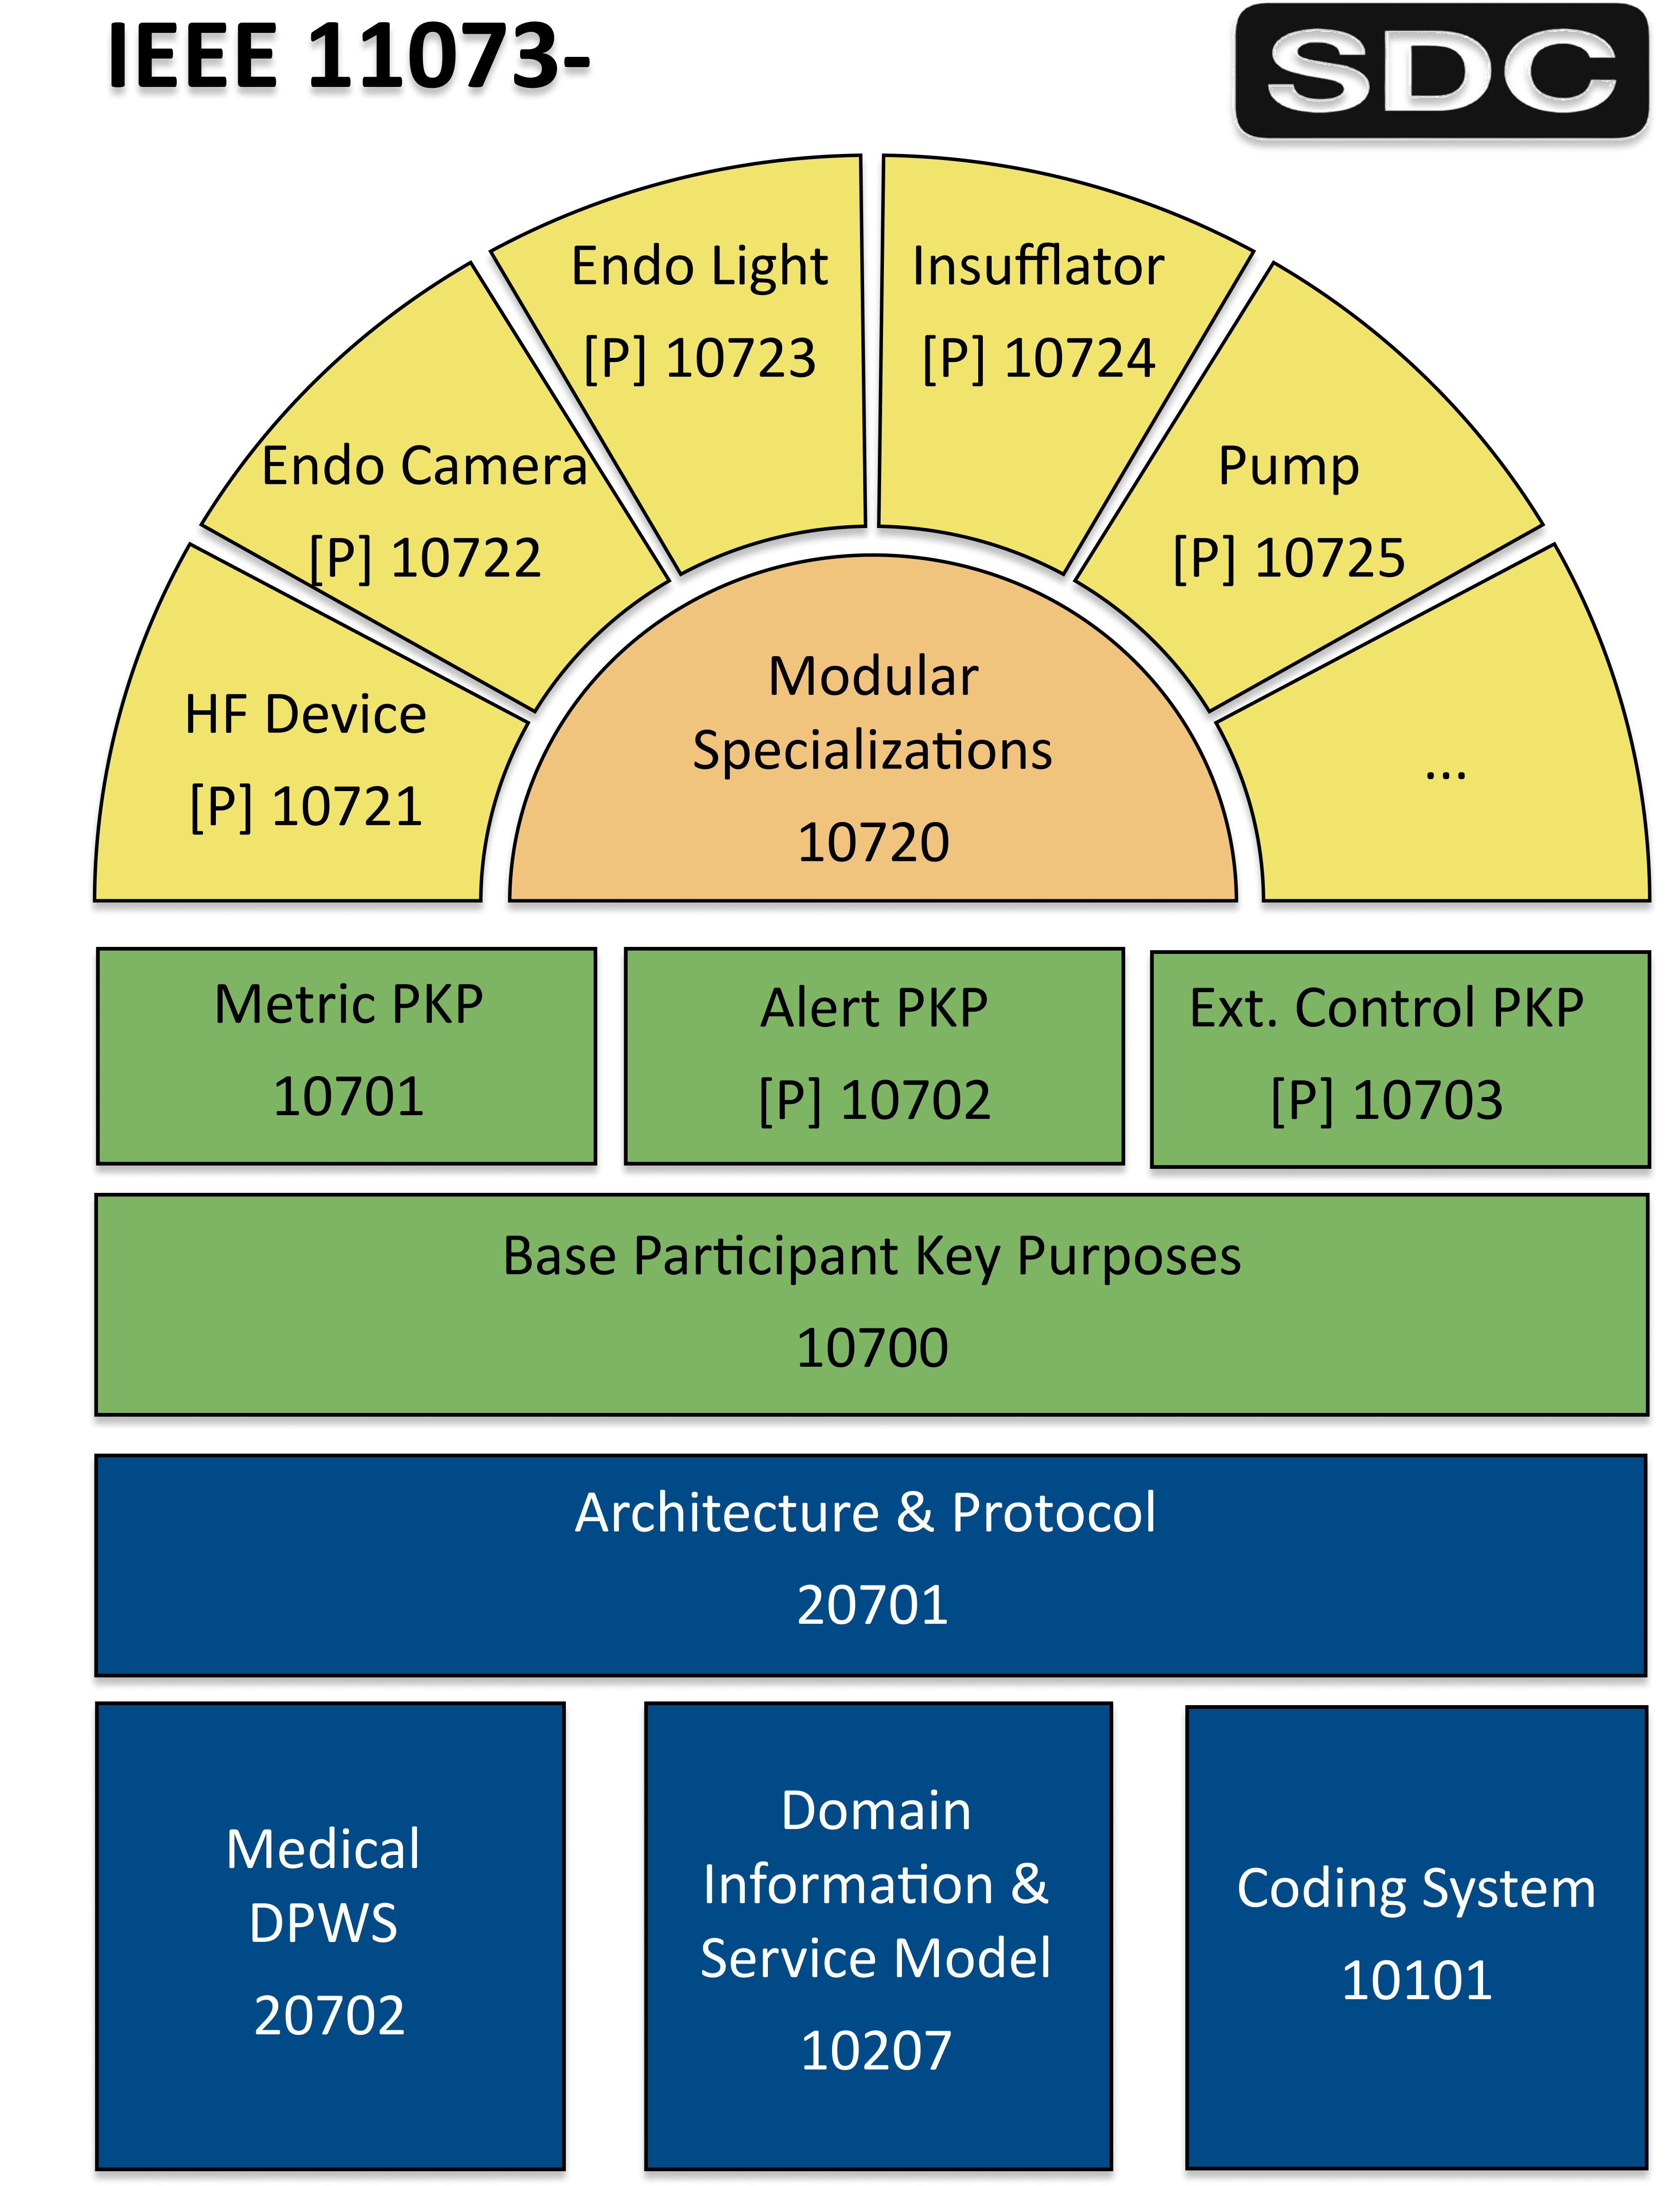 IEEE 11073-
SDC
Endo Light
[P] 10723
Insufflator
[P] 10724
Endo Camera
[P] 10722
Pump
[P] 10725
HF Device
[P] 10721
Modular
Specializations
10720
...
Metric PKP
10701
Alert PKP
[P] 10702
Ext. Control PKP
[P] 10703
Base Participant Key Purposes
10700
Architecture & Protocol
20701
Medical
DPWS
20702
Domain
Information &
Service Model
10207
Coding System
10101